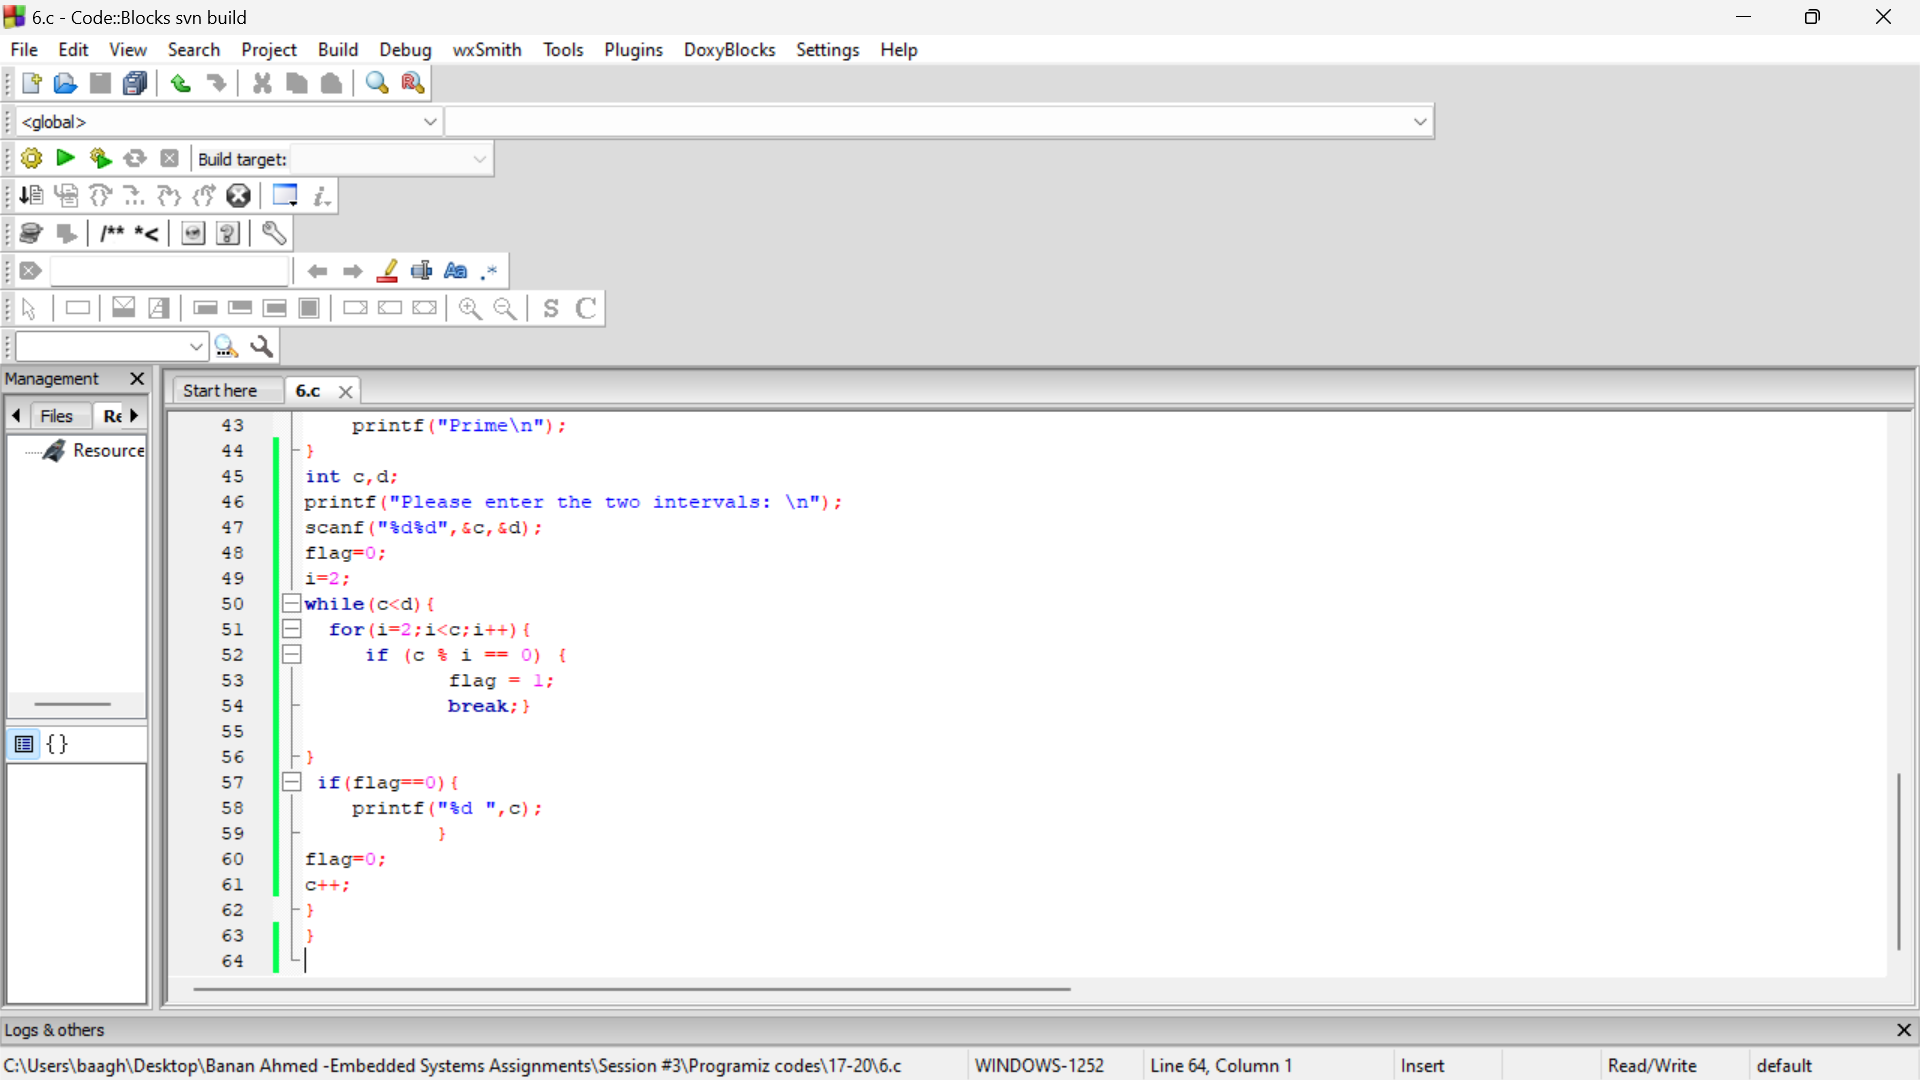 6.c - Code::Blocks svn build
File Edit View Search Project Build Debug wxSmith Tools Plugins DoxyBlocks Settings Help
<global>
Build target:
/** *<
Aa .*
S C
Management
Start here 6.c
Files Re
Resource
{}
43 printf("Prime\n");
44 }
45 int c,d;
46 printf("Please enter the two intervals: \n");
47 scanf("%d%d",&c,&d);
48 flag=0;
49 i=2;
50 while(c<d){
51 for(i=2;i<c;i++){
52 if (c % i == 0) {
53 flag = 1;
54 break;}
55
56 }
57 if(flag==0){
58 printf("%d ",c);
59 }
60 flag=0;
61 c++;
62 }
63 }
64
Logs & others
C:\Users\baagh\Desktop\Banan Ahmed -Embedded Systems Assignments\Session #3\Programiz codes\17-20\6.c WINDOWS-1252 Line 64, Column 1 Insert Read/Write default